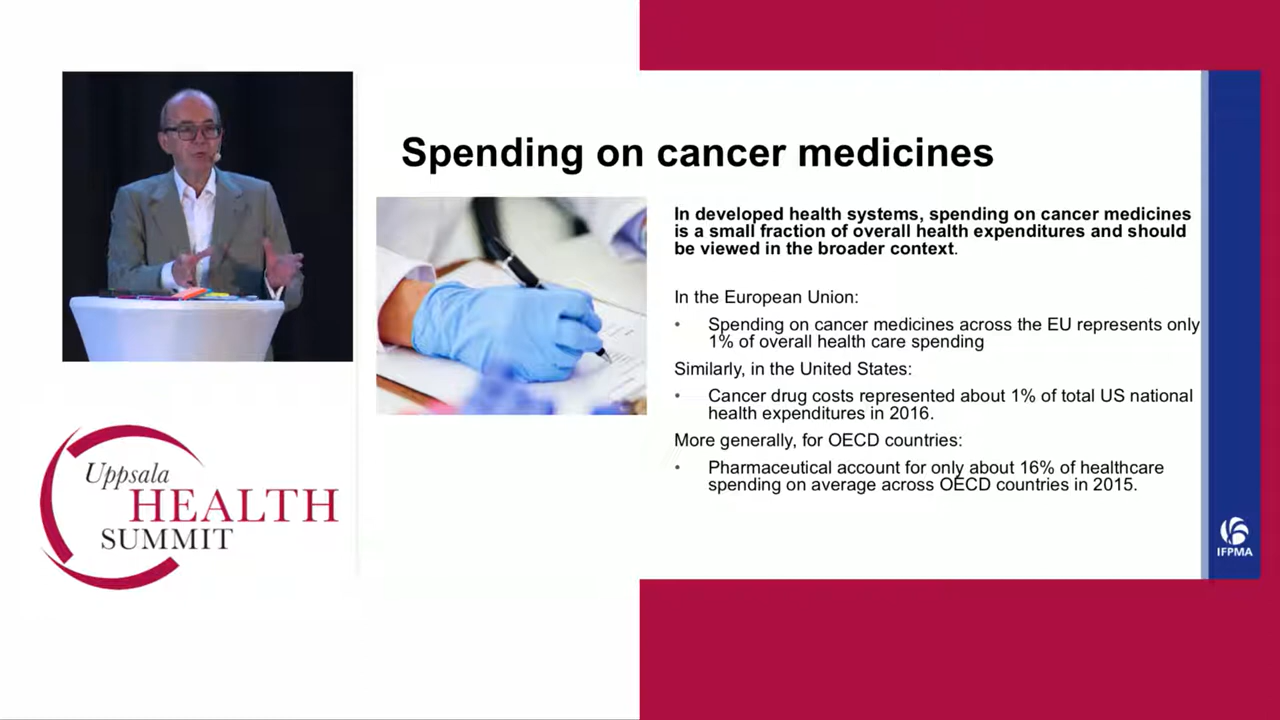 Spending on cancer medicines
In developed health systems, spending on cancer medicines
is a small fraction of overall health expenditures and should
be viewed in the broader context.
In the European Union:
• Spending on cancer medicines across the EU represents only
1% of overall health care spending
Similarly, in the United States:
• Cancer drug costs represented about 1% of total US national
health expenditures in 2016.
More generally, for OECD countries:
• Pharmaceutical account for only about 16% of healthcare
spending on average across OECD countries in 2015.
Uppsala
HEALTH
SUMMIT
IFPMA